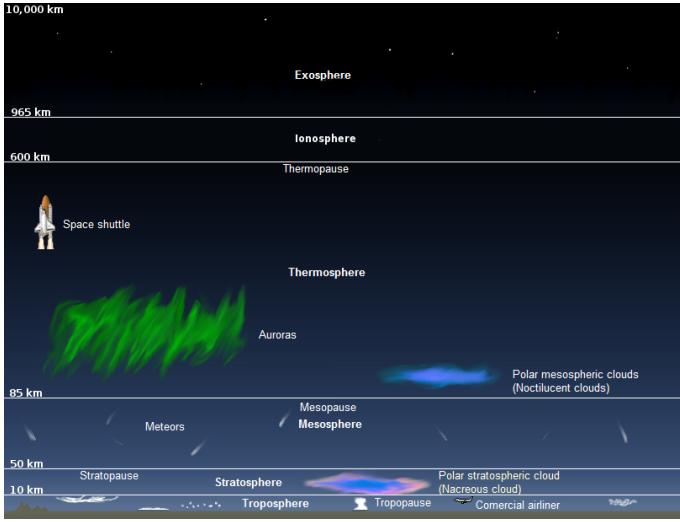 10,000 km
Exosphere
965 km
Ionosphere
600 km
Thermopause
Space shuttle
Thermosphere
Auroras
Polar mesospheric clouds
(Noctilucent clouds)
85 km
Mesopause
Meteors
Mesosphere
50 km
Stratopause
Stratosphere
Polar stratospheric cloud
(Nacreous cloud)
10 km
Troposphere
Tropopause
Comercial airliner